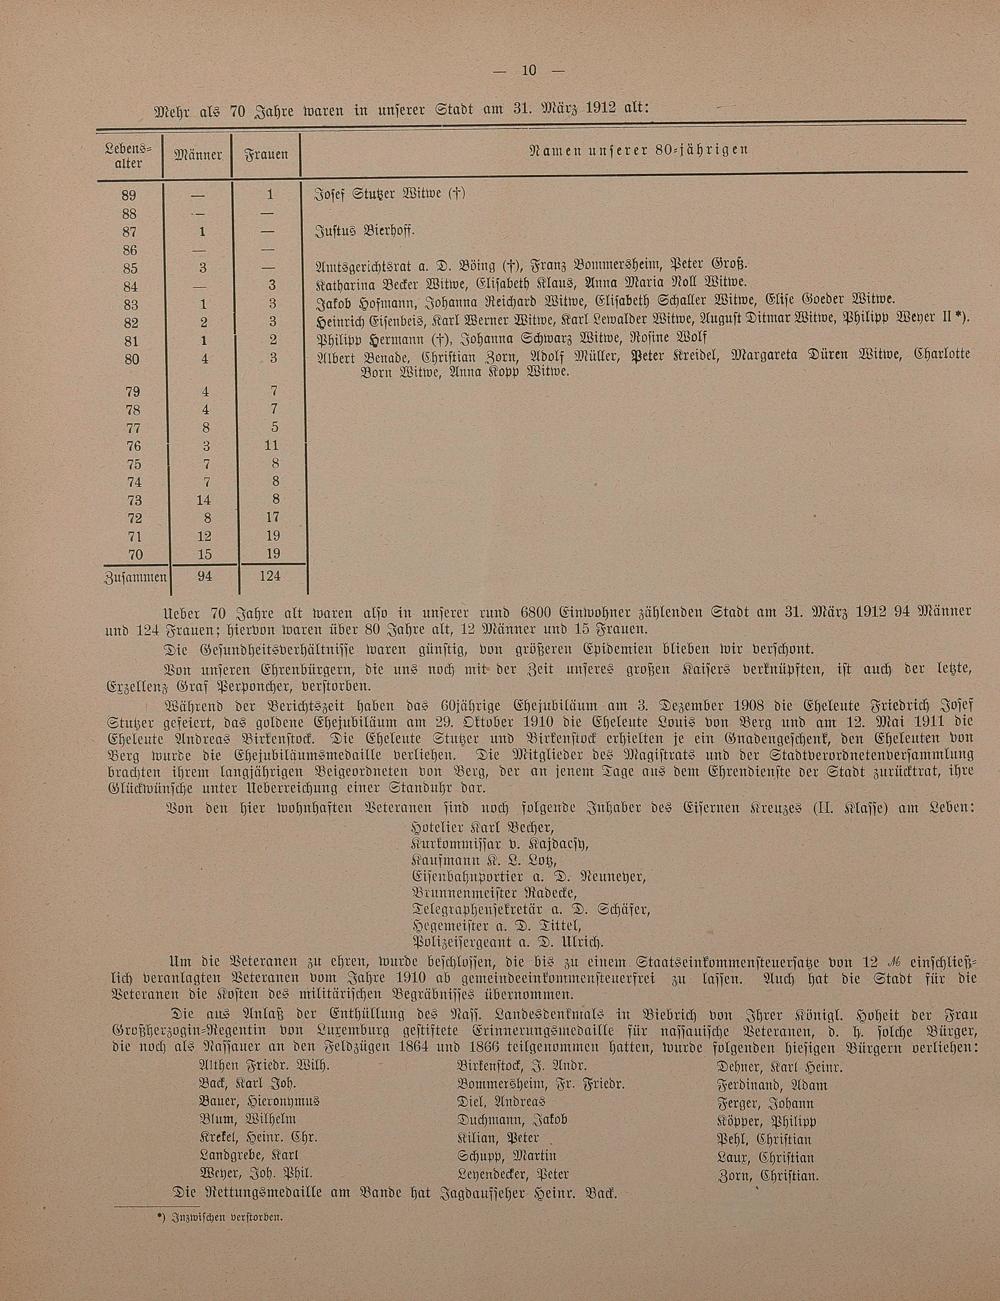 — 10 —
Mehr als 70 Jahre waren in unserer Stadt am 31. März 1912 alt:
Lebens-alter Männer Frauen Namen unserer 80-jährigen
89 — 1 Josef Stutzer Witwe (†)
88 — —
87 1 — Justus Bierhoff.
86 — —
85 3 — Amtsgerichtsrat a. D. Böing (†), Franz Bommersheim, Peter Groß.
84 — 3 Katharina Becker Witwe, Elisabeth Klaus, Anna Maria Noll Witwe.
83 1 3 Jakob Hofmann, Johanna Reichard Witwe, Elisabeth Schaller Witwe, Elise Goeder Witwe.
82 2 3 Heinrich Eisenbeis, Karl Werner Witwe, Karl Lewalder Witwe, August Ditmar Witwe, Philipp Weyer II *).
81 1 2 Philipp Hermann (†), Johanna Schwarz Witwe, Rosine Wolf
80 4 3 Albert Benade, Christian Zorn, Adolf Müller, Peter Kreidel, Margareta Düren Witwe, Charlotte
Born Witwe, Anna Kopp Witwe.
79 4 7
78 4 7
77 8 5
76 3 11
75 7 8
74 7 8
73 14 8
72 8 17
71 12 19
70 15 19
Zusammen 94 124
Ueber 70 Jahre alt waren also in unserer rund 6800 Einwohner zählenden Stadt am 31. März 1912 94 Männer
und 124 Frauen; hiervon waren über 80 Jahre alt, 12 Männer und 15 Frauen.
Die Gesundheitsverhältnisse waren günstig, von größeren Epidemien blieben wir verschont.
Von unseren Ehrenbürgern, die uns noch mit der Zeit unseres großen Kaisers verknüpften, ist auch der letzte,
Erzellenz Graf Perponcher, verstorben.
Während der Berichtszeit haben das 60jährige Ehejubiläum am 3. Dezember 1908 die Eheleute Friedrich Josef
Stutzer gefeiert, das goldene Ehejubiläum am 29. Oktober 1910 die Eheleute Louis von Berg und am 12. Mai 1911 die
Eheleute Andreas Birkenstock. Die Eheleute Stutzer und Birkenstock erhielten je ein Gnadengeschenk, den Eheleuten von
Berg wurde die Ehejubiläumsmedaille verliehen. Die Mitglieder des Magistrats und der Stadtverordnetenversammlung
brachten ihrem langjährigen Beigeordneten von Berg, der an jenem Tage aus dem Ehrendienste der Stadt zurücktrat, ihre
Glückwünsche unter Ueberreichung einer Standuhr dar.
Von den hier wohnhaften Veteranen sind noch folgende Inhaber des Eisernen Kreuzes (II. Klasse) am Leben:
Hotelier Karl Becher,
Kurkommissar v. Kajdacsy,
Kaufmann K. L. Lotz,
Eisenbahnportier a. D. Neumeyer,
Brunnenmeister Radecke,
Telegraphensekretär a. D. Schäfer,
Hegemeister a. D. Tittel,
Polizeisergeant a. D. Ulrich.
Um die Veteranen zu ehren, wurde beschlossen, die bis zu einem Staatseinkommensteuersatze von 12 ℳ einschließ-
lich veranlagten Veteranen vom Jahre 1910 ab gemeindeeinkommensteuerfrei zu lassen. Auch hat die Stadt für die
Veteranen die Kosten des militärischen Begräbnisses übernommen.
Die aus Anlaß der Enthüllung des Nass. Landesdenkmals in Biebrich von Ihrer Königl. Hoheit der Frau
Großherzogin-Regentin von Luxemburg gestiftete Erinnerungsmedaille für nassauische Veteranen, d. h. solche Bürger,
die noch als Nassauer an den Feldzügen 1864 und 1866 teilgenommen hatten, wurde folgenden hiesigen Bürgern verliehen:
Althen Friedr. Wilh. Birkenstock, J. Andr. Dehner, Karl Heinr.
Back, Karl Joh. Bommersheim, Fr. Friedr. Ferdinand, Adam
Bauer, Hieronymus Diel, Andreas Ferger, Johann
Blum, Wilhelm Duchmann, Jakob Köpper, Philipp
Krekel, Heinr. Chr. Kilian, Peter Pehl, Christian
Landgrebe, Karl Schupp, Martin Laux, Christian
Weyer, Joh. Phil. Leyendecker, Peter Zorn, Christian.
Die Rettungsmedaille am Bande hat Jagdaufseher Heinr. Back.
*) Inzwischen verstorben.